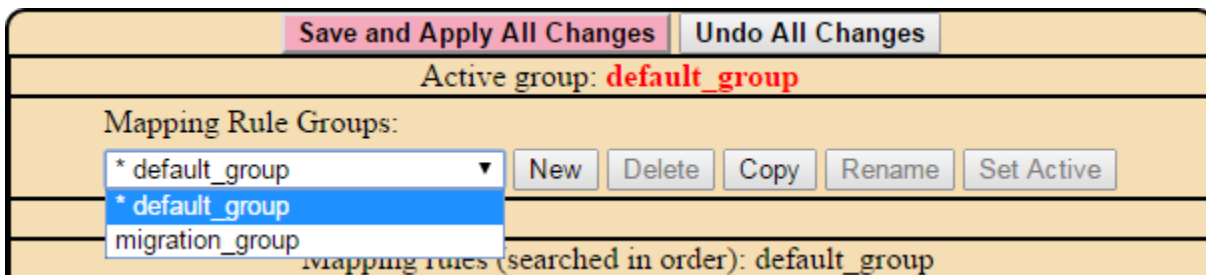 Save and Apply All Changes Undo All Changes
Active group: default_group
Mapping Rule Groups:
* default_group New Delete Copy Rename Set Active
* default_group
migration_group
Mapping rules (searched in order): default_group